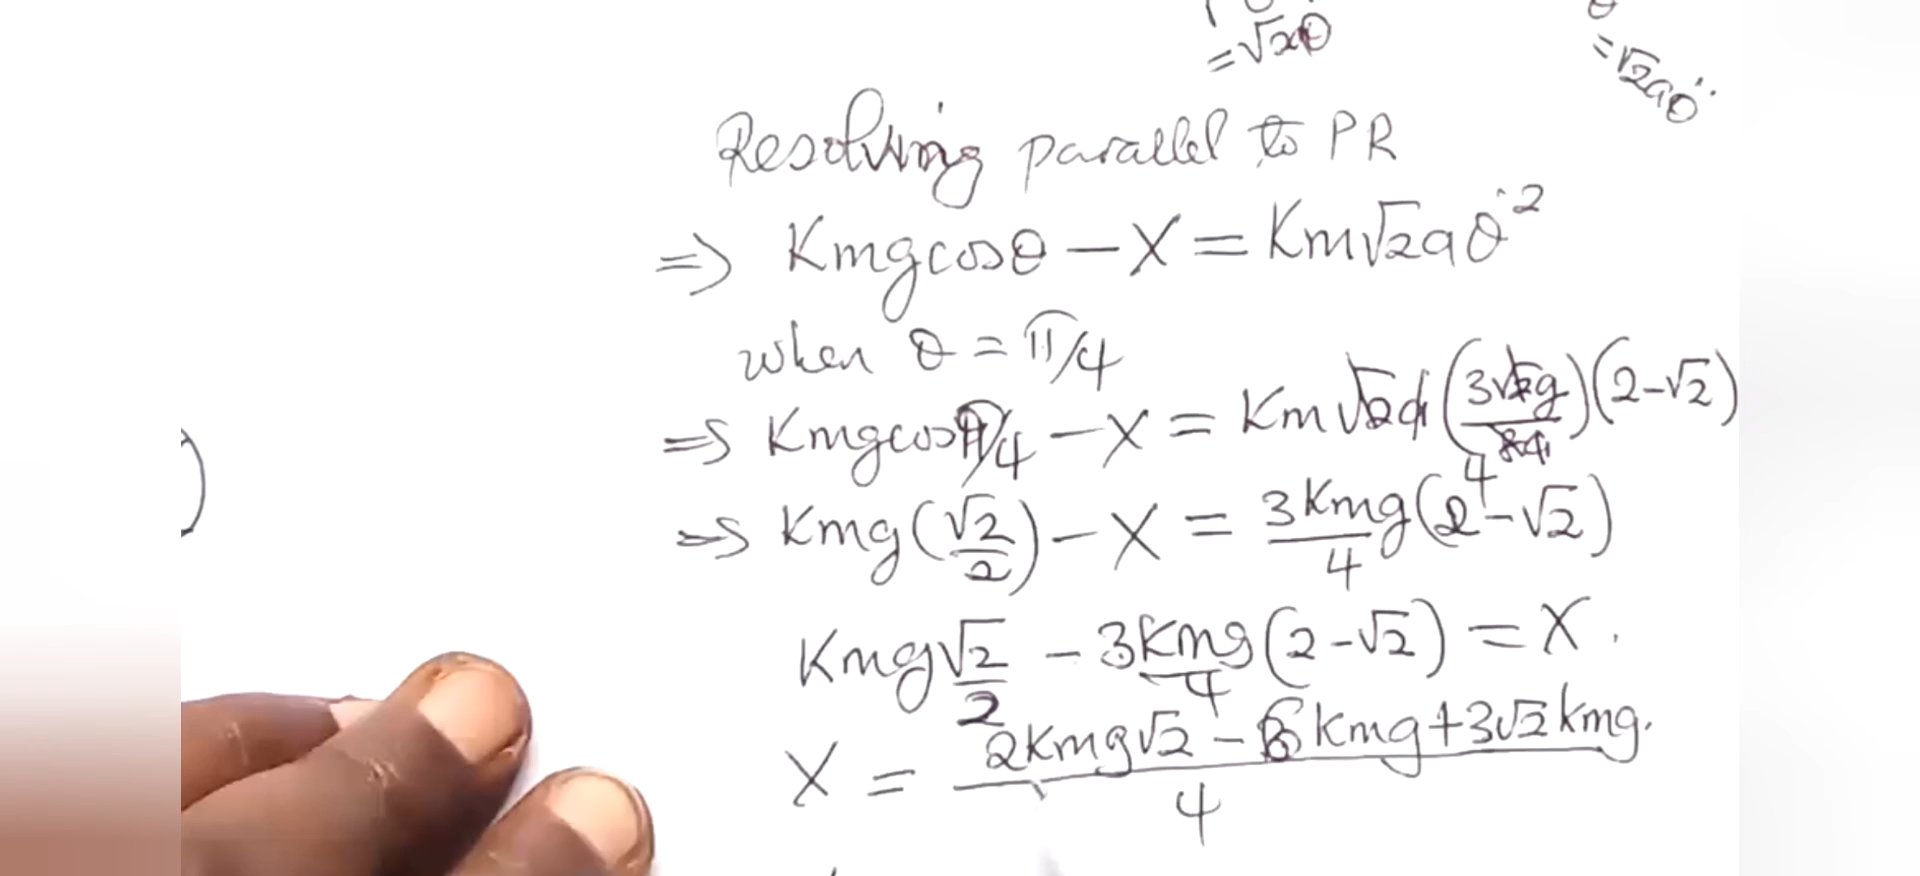 = √2aθ̇
= √2aθ̈
Resolving parallel to PR
⇒ Kmgcosθ − X = Km√2aθ̇²
when θ = π/4
⇒ Kmgcosπ/4 − X = Km√2a(3√2g/8a)(2−√2)
4
⇒ Kmg(√2/2) − X = 3Kmg/4(2−√2)
Kmg√2/2 − 3Kmg/4(2−√2) = X.
X = (2Kmg√2 − 6Kmg + 3√2Kmg.)/4